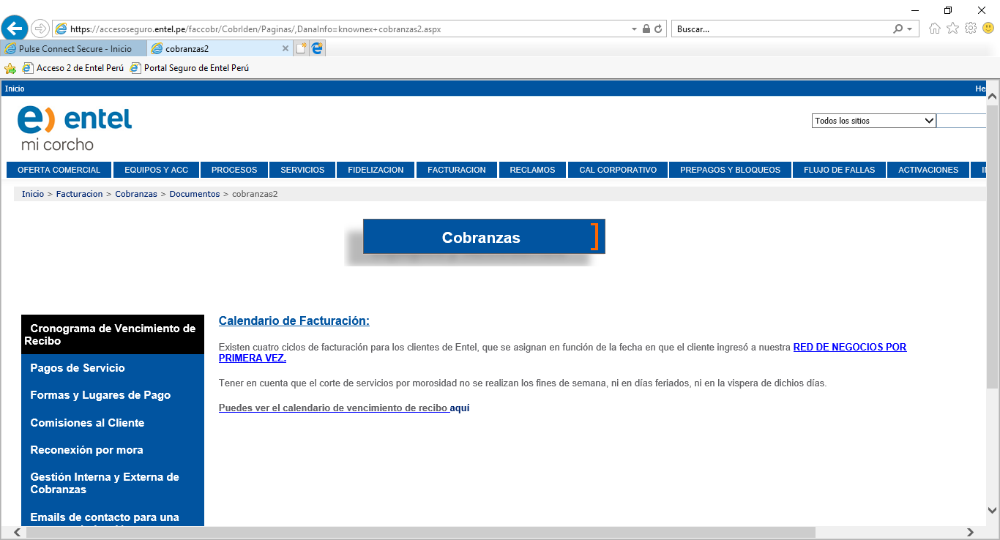 https://accesoseguro.entel.pe/faccobr/CobrIden/Paginas/,DanaInfo=knownex+cobranzas2.aspx
Buscar...
Pulse Connect Secure - Inicio
cobranzas2
Acceso 2 de Entel Perú
Portal Seguro de Entel Perú
Inicio
He
entel
mi corcho
Todos los sitios
OFERTA COMERCIAL
EQUIPOS Y ACC
PROCESOS
SERVICIOS
FIDELIZACION
FACTURACION
RECLAMOS
CAL CORPORATIVO
PREPAGOS Y BLOQUEOS
FLUJO DE FALLAS
ACTIVACIONES
Inicio > Facturacion > Cobranzas > Documentos > cobranzas2
Cobranzas
Cronograma de Vencimiento de
Recibo
Pagos de Servicio
Formas y Lugares de Pago
Comisiones al Cliente
Reconexión por mora
Gestión Interna y Externa de
Cobranzas
Emails de contacto para una
Calendario de Facturación:
Existen cuatro ciclos de facturación para los clientes de Entel, que se asignan en función de la fecha en que el cliente ingresó a nuestra RED DE NEGOCIOS POR
PRIMERA VEZ.
Tener en cuenta que el corte de servicios por morosidad no se realizan los fines de semana, ni en días feriados, ni en la vispera de dichios días.
Puedes ver el calendario de vencimiento de recibo aquí